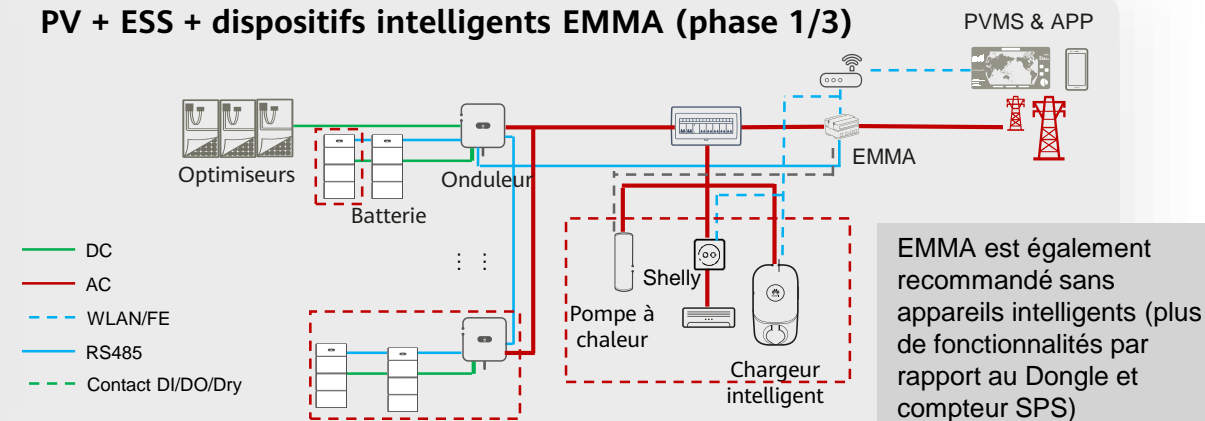 PV + ESS + dispositifs intelligents EMMA (phase 1/3)
PVMS & APP
Optimiseurs
Onduleur
EMMA
Batterie
DC
AC
WLAN/FE
RS485
Contact DI/DO/Dry
Shelly
Pompe à
chaleur
Chargeur
intelligent
EMMA est également
recommandé sans
appareils intelligents (plus
de fonctionnalités par
rapport au Dongle et
compteur SPS)